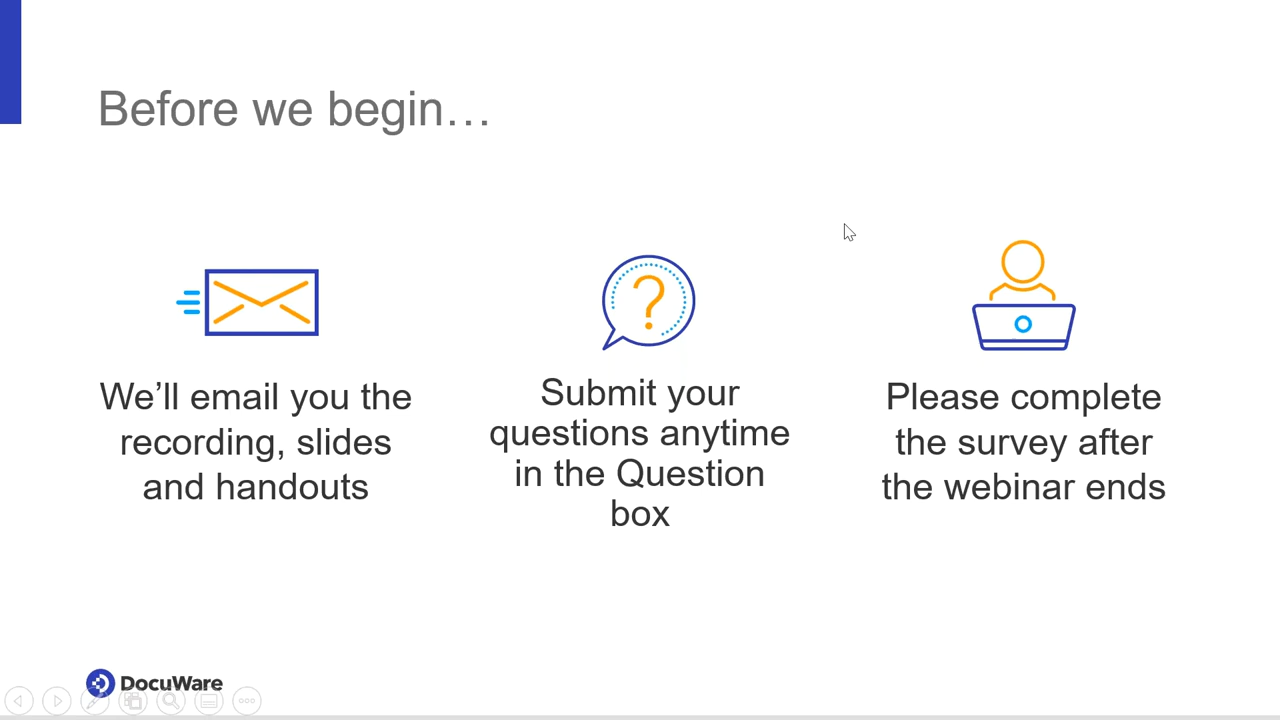 Before we begin…
We’ll email you the
recording, slides
and handouts
Submit your
questions anytime
in the Question
box
Please complete
the survey after
the webinar ends
DocuWare